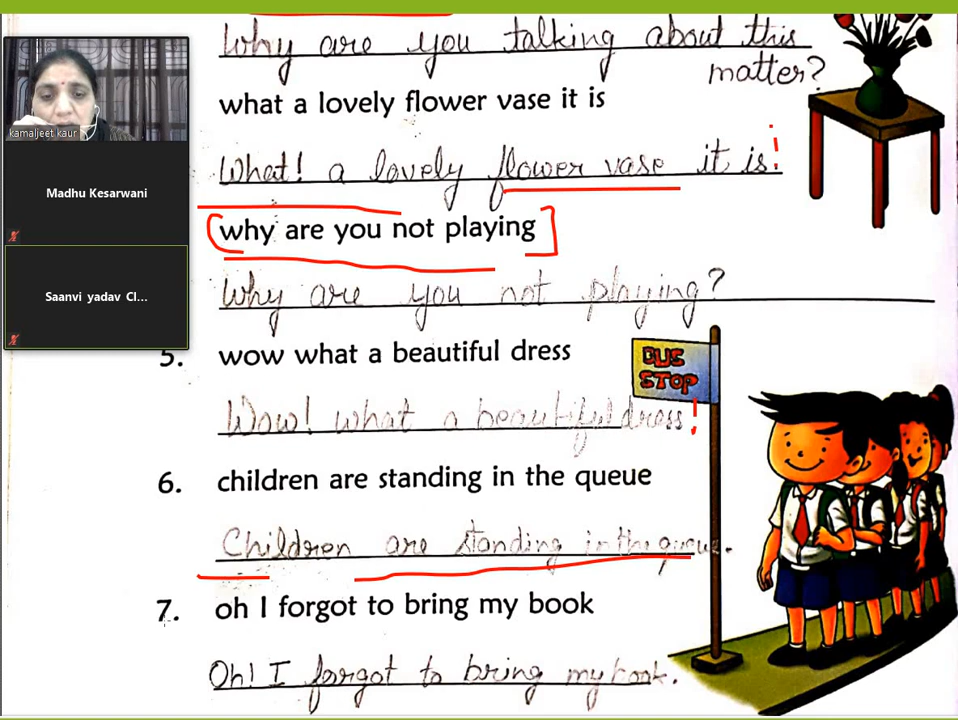 Why are you talking about this
matter?
what a lovely flower vase it is
What! a lovely flower vase it is!
why are you not playing
Why are you not playing?
5. wow what a beautiful dress
Wow! what a beautiful dress!
6. children are standing in the queue
Children are standing in the queue.
7. oh I forgot to bring my book
Oh! I forgot to bring my book.
kamaljeet kaur
Madhu Kesarwani
Saanvi yadav Cl...
BUS
STOP